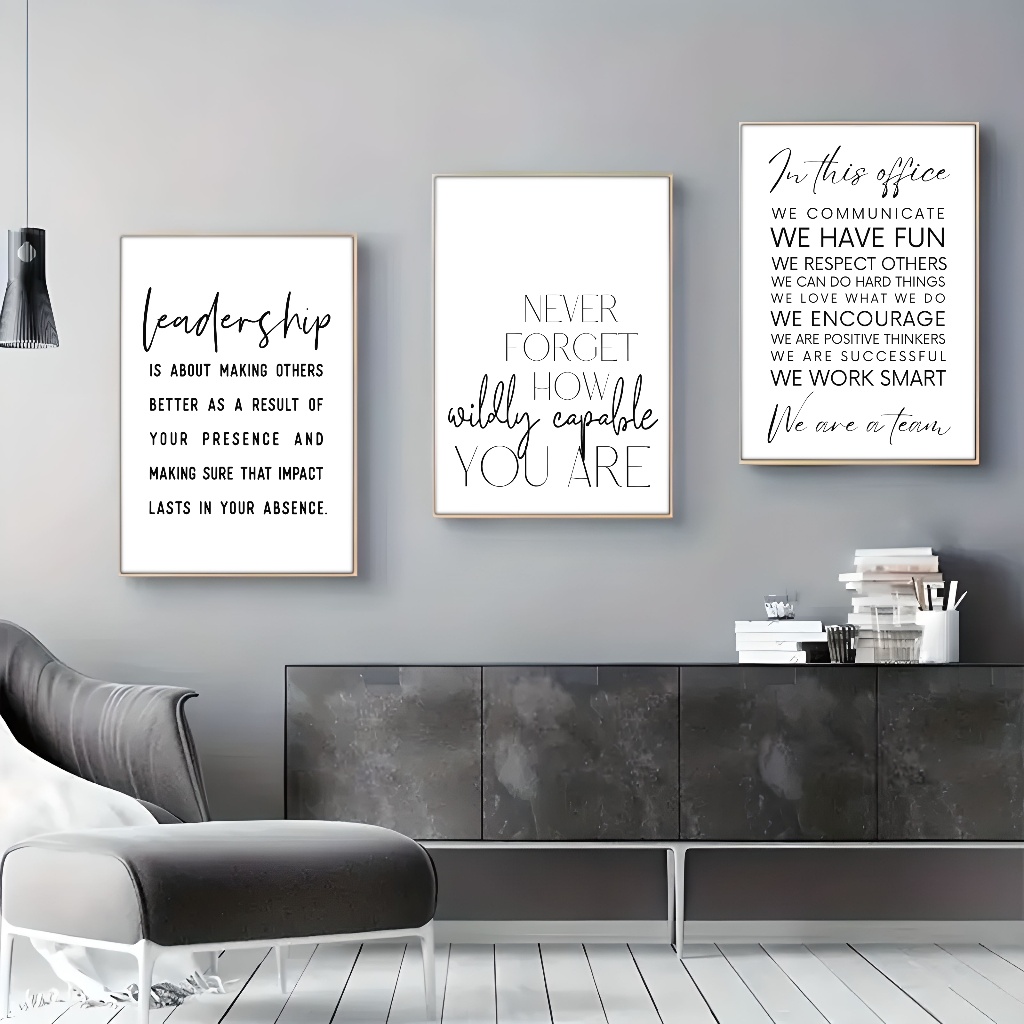 leadership
IS ABOUT MAKING OTHERS
BETTER AS A RESULT OF
YOUR PRESENCE AND
MAKING SURE THAT IMPACT
LASTS IN YOUR ABSENCE.
NEVER
FORGET
HOW
wildly capable
YOU ARE
In this office
WE COMMUNICATE
WE HAVE FUN
WE RESPECT OTHERS
WE CAN DO HARD THINGS
WE LOVE WHAT WE DO
WE ENCOURAGE
WE ARE POSITIVE THINKERS
WE ARE SUCCESSFUL
WE WORK SMART
We are a team